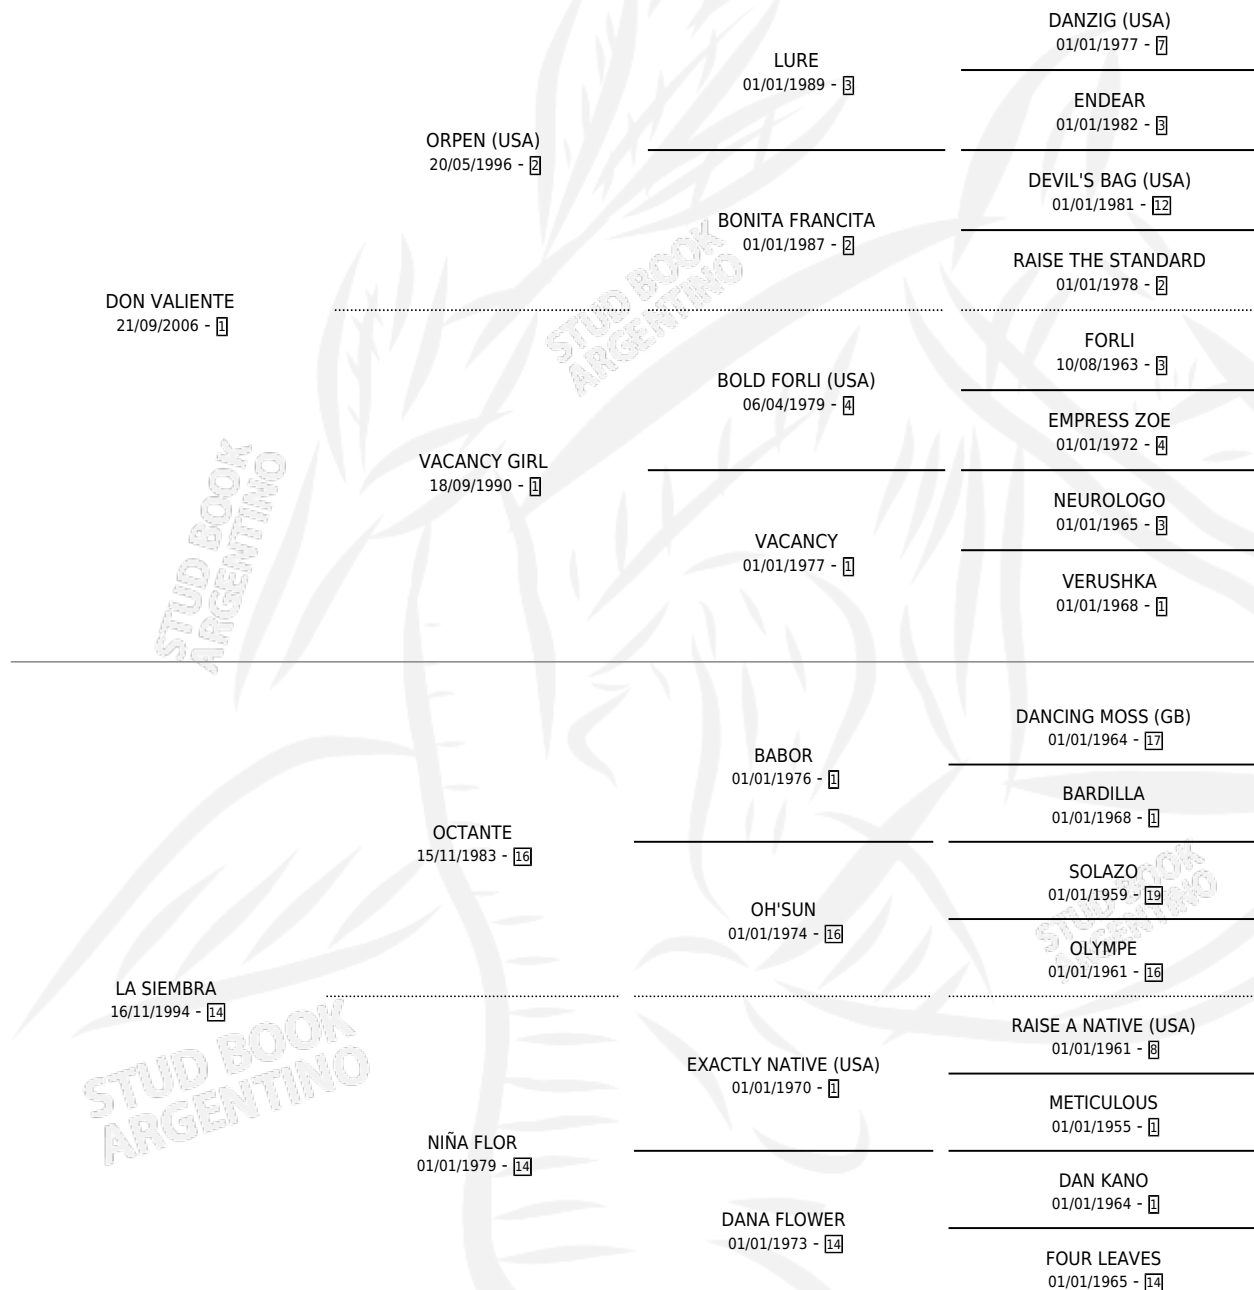 DANZIG (USA)
01/01/1977 - 7
LURE
01/01/1989 - 3
ENDEAR
01/01/1982 - 3
ORPEN (USA)
20/05/1996 - 2
DEVIL'S BAG (USA)
01/01/1981 - 12
BONITA FRANCITA
01/01/1987 - 2
RAISE THE STANDARD
01/01/1978 - 2
DON VALIENTE
21/09/2006 - 1
STUD BOOK
ARGENTINO
FORLI
10/08/1963 - 3
BOLD FORLI (USA)
06/04/1979 - 4
EMPRESS ZOE
01/01/1972 - 4
VACANCY GIRL
18/09/1990 - 1
NEUROLOGO
01/01/1965 - 3
VACANCY
01/01/1977 - 1
VERUSHKA
01/01/1968 - 1
STUD BOOK
ARGENTINO
DANCING MOSS (GB)
01/01/1964 - 17
BABOR
01/01/1976 - 1
BARDILLA
01/01/1968 - 1
OCTANTE
15/11/1983 - 16
SOLAZO
01/01/1959 - 19
OH'SUN
01/01/1974 - 16
OLYMPE
01/01/1961 - 16
STUD BOOK
ARGENTINO
LA SIEMBRA
16/11/1994 - 14
RAISE A NATIVE (USA)
01/01/1961 - 8
EXACTLY NATIVE (USA)
01/01/1970 - 1
METICULOUS
01/01/1955 - 1
STUD BOOK
ARGENTINO
NIÑA FLOR
01/01/1979 - 14
DAN KANO
01/01/1964 - 1
DANA FLOWER
01/01/1973 - 14
FOUR LEAVES
01/01/1965 - 14